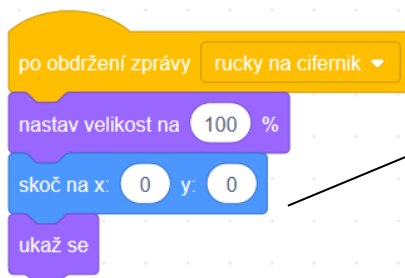 po obdržení zprávy rucky na cifernik
nastav velikost na 100 %
skoč na x: 0 y: 0
ukaž se